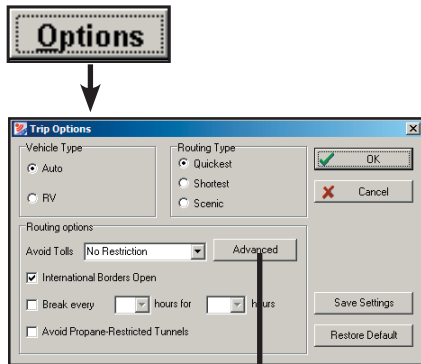 Options
Trip Options
Vehicle Type
Auto
RV
Routing Type
Quickest
Shortest
Scenic
OK
Cancel
Routing options
Avoid Tolls No Restriction Advanced
International Borders Open
Break every hours for hours
Avoid Propane-Restricted Tunnels
Save Settings
Restore Default